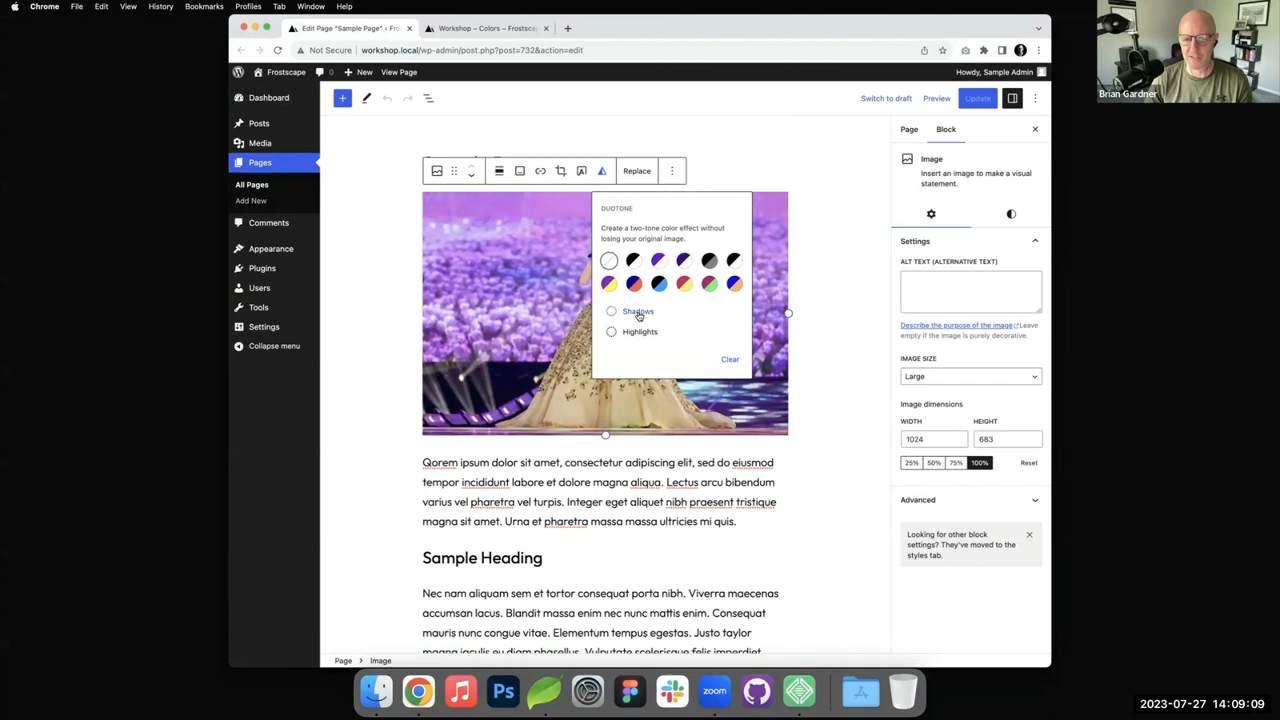 Chrome File Edit View History Bookmarks Profiles Tab Window Help
Edit Page "Sample Page" ‹ Fro
Workshop – Colors – Frostscap
Not Secure workshop.local/wp-admin/post.php?post=732&action=edit
Frostscape 0 New View Page Howdy, Sample Admin
Dashboard
Posts
Media
Pages
All Pages
Add New
Comments
Appearance
Plugins
Users
Tools
Settings
Collapse menu
Switch to draft Preview Update
Replace
DUOTONE
Create a two-tone color effect without
losing your original image.
Shadows
Highlights
Clear
Qorem ipsum dolor sit amet, consectetur adipiscing elit, sed do eiusmod
tempor incididunt labore et dolore magna aliqua. Lectus arcu bibendum
varius vel pharetra vel turpis. Integer eget aliquet nibh praesent tristique
magna sit amet. Urna et pharetra massa massa ultricies mi quis.
Sample Heading
Nec nam aliquam sem et tortor consequat porta nibh. Viverra maecenas
accumsan lacus. Blandit massa enim nec nunc mattis enim. Consequat
mauris nunc congue vitae. Elementum tempus egestas. Justo taylor
magna iaculis eu diam phasellus. Vulputate scelerisque felis imperdiet
Page Block
Image
Insert an image to make a visual
statement.
Settings
ALT TEXT (ALTERNATIVE TEXT)
Describe the purpose of the image Leave
empty if the image is purely decorative.
IMAGE SIZE
Large
Image dimensions
WIDTH HEIGHT
1024 683
25% 50% 75% 100% Reset
Advanced
Looking for other block
settings? They've moved to the
styles tab.
Page › Image
Ps
zoom
Brian Gardner
2023-07-27 14:09:09